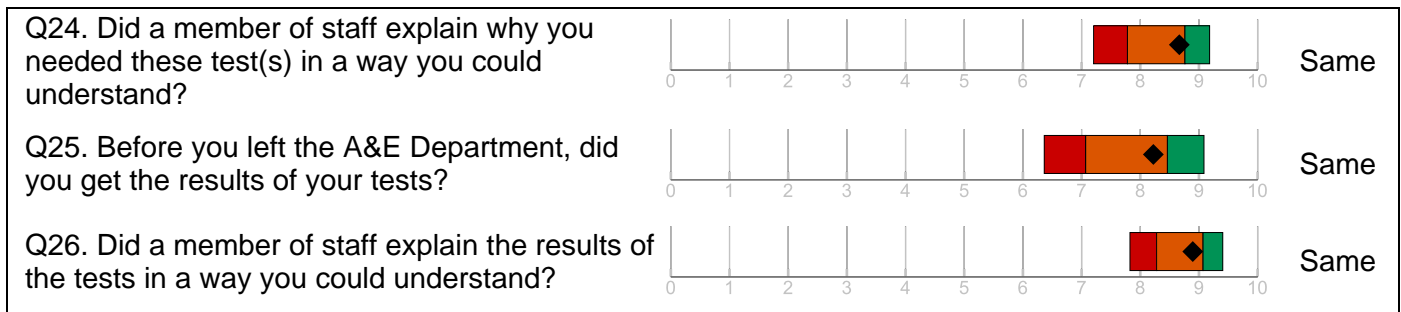 Q24. Did a member of staff explain why you
needed these test(s) in a way you could
understand?
0 1 2 3 4 5 6 7 8 9 10
Same
Q25. Before you left the A&E Department, did
you get the results of your tests?
0 1 2 3 4 5 6 7 8 9 10
Same
Q26. Did a member of staff explain the results of
the tests in a way you could understand?
0 1 2 3 4 5 6 7 8 9 10
Same